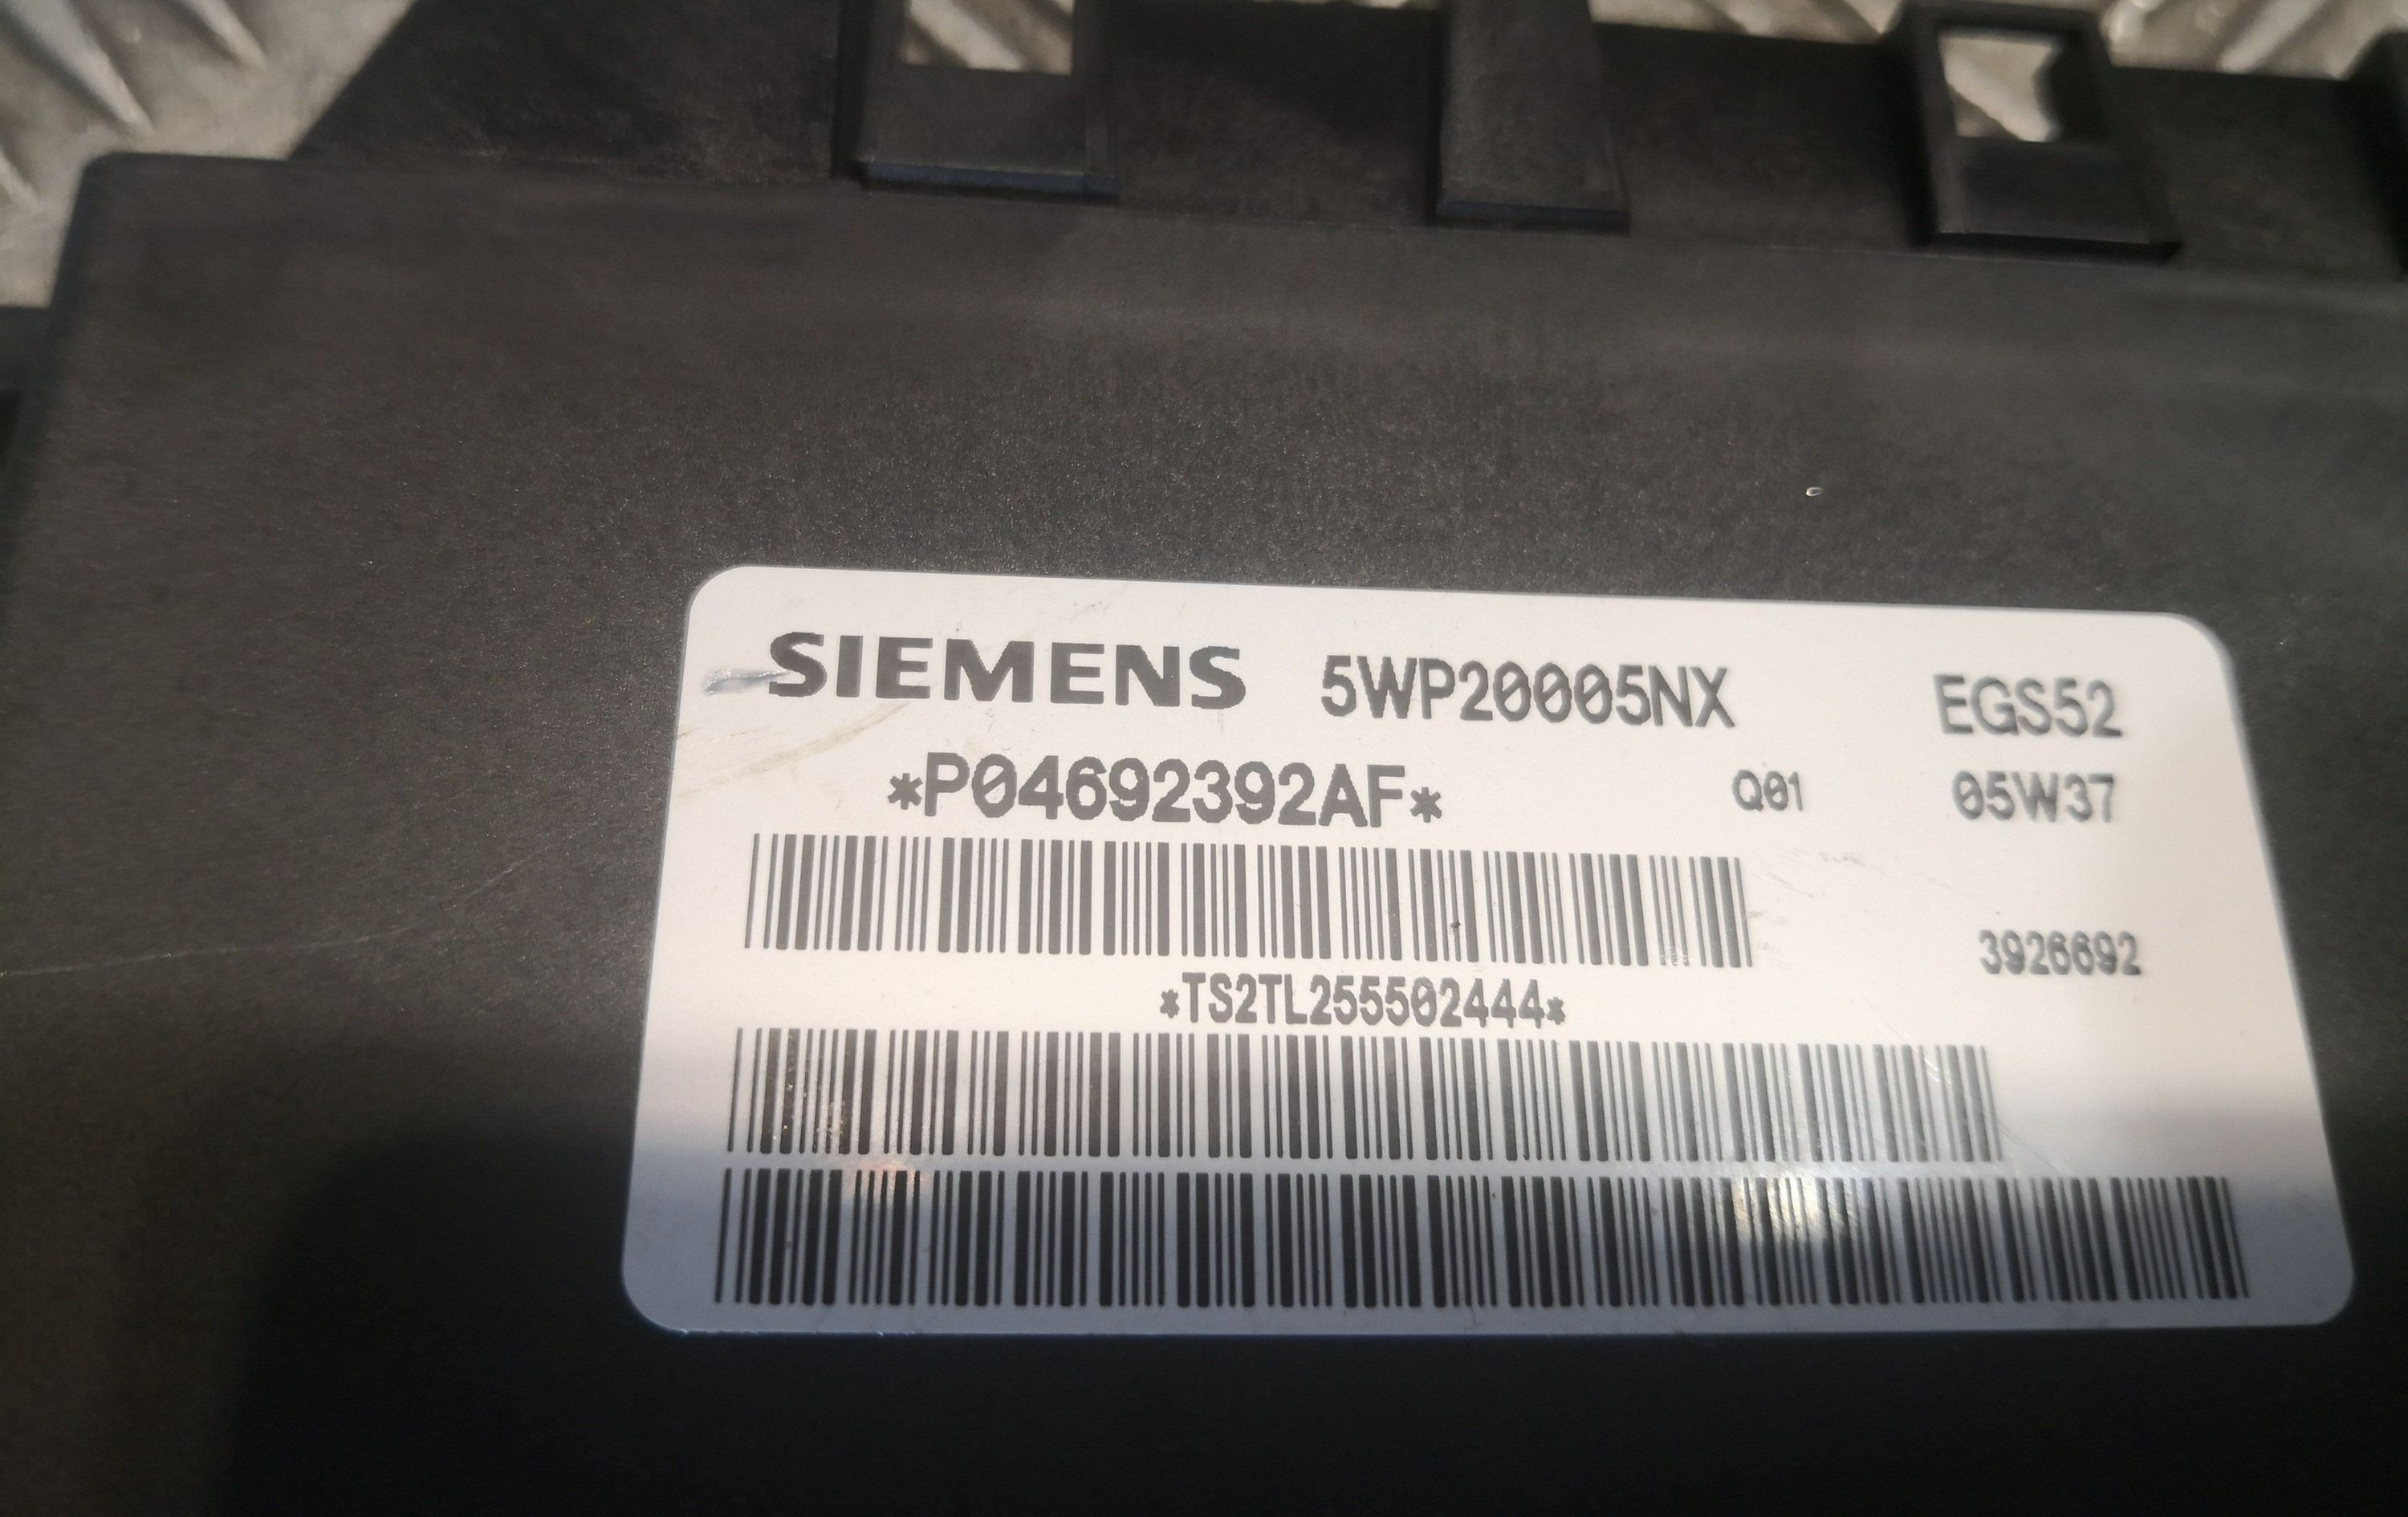 SIEMENS 5WP20005NX EGS52
*P04692392AF* Q01 05W37
3926692
*TS2TL255502444*